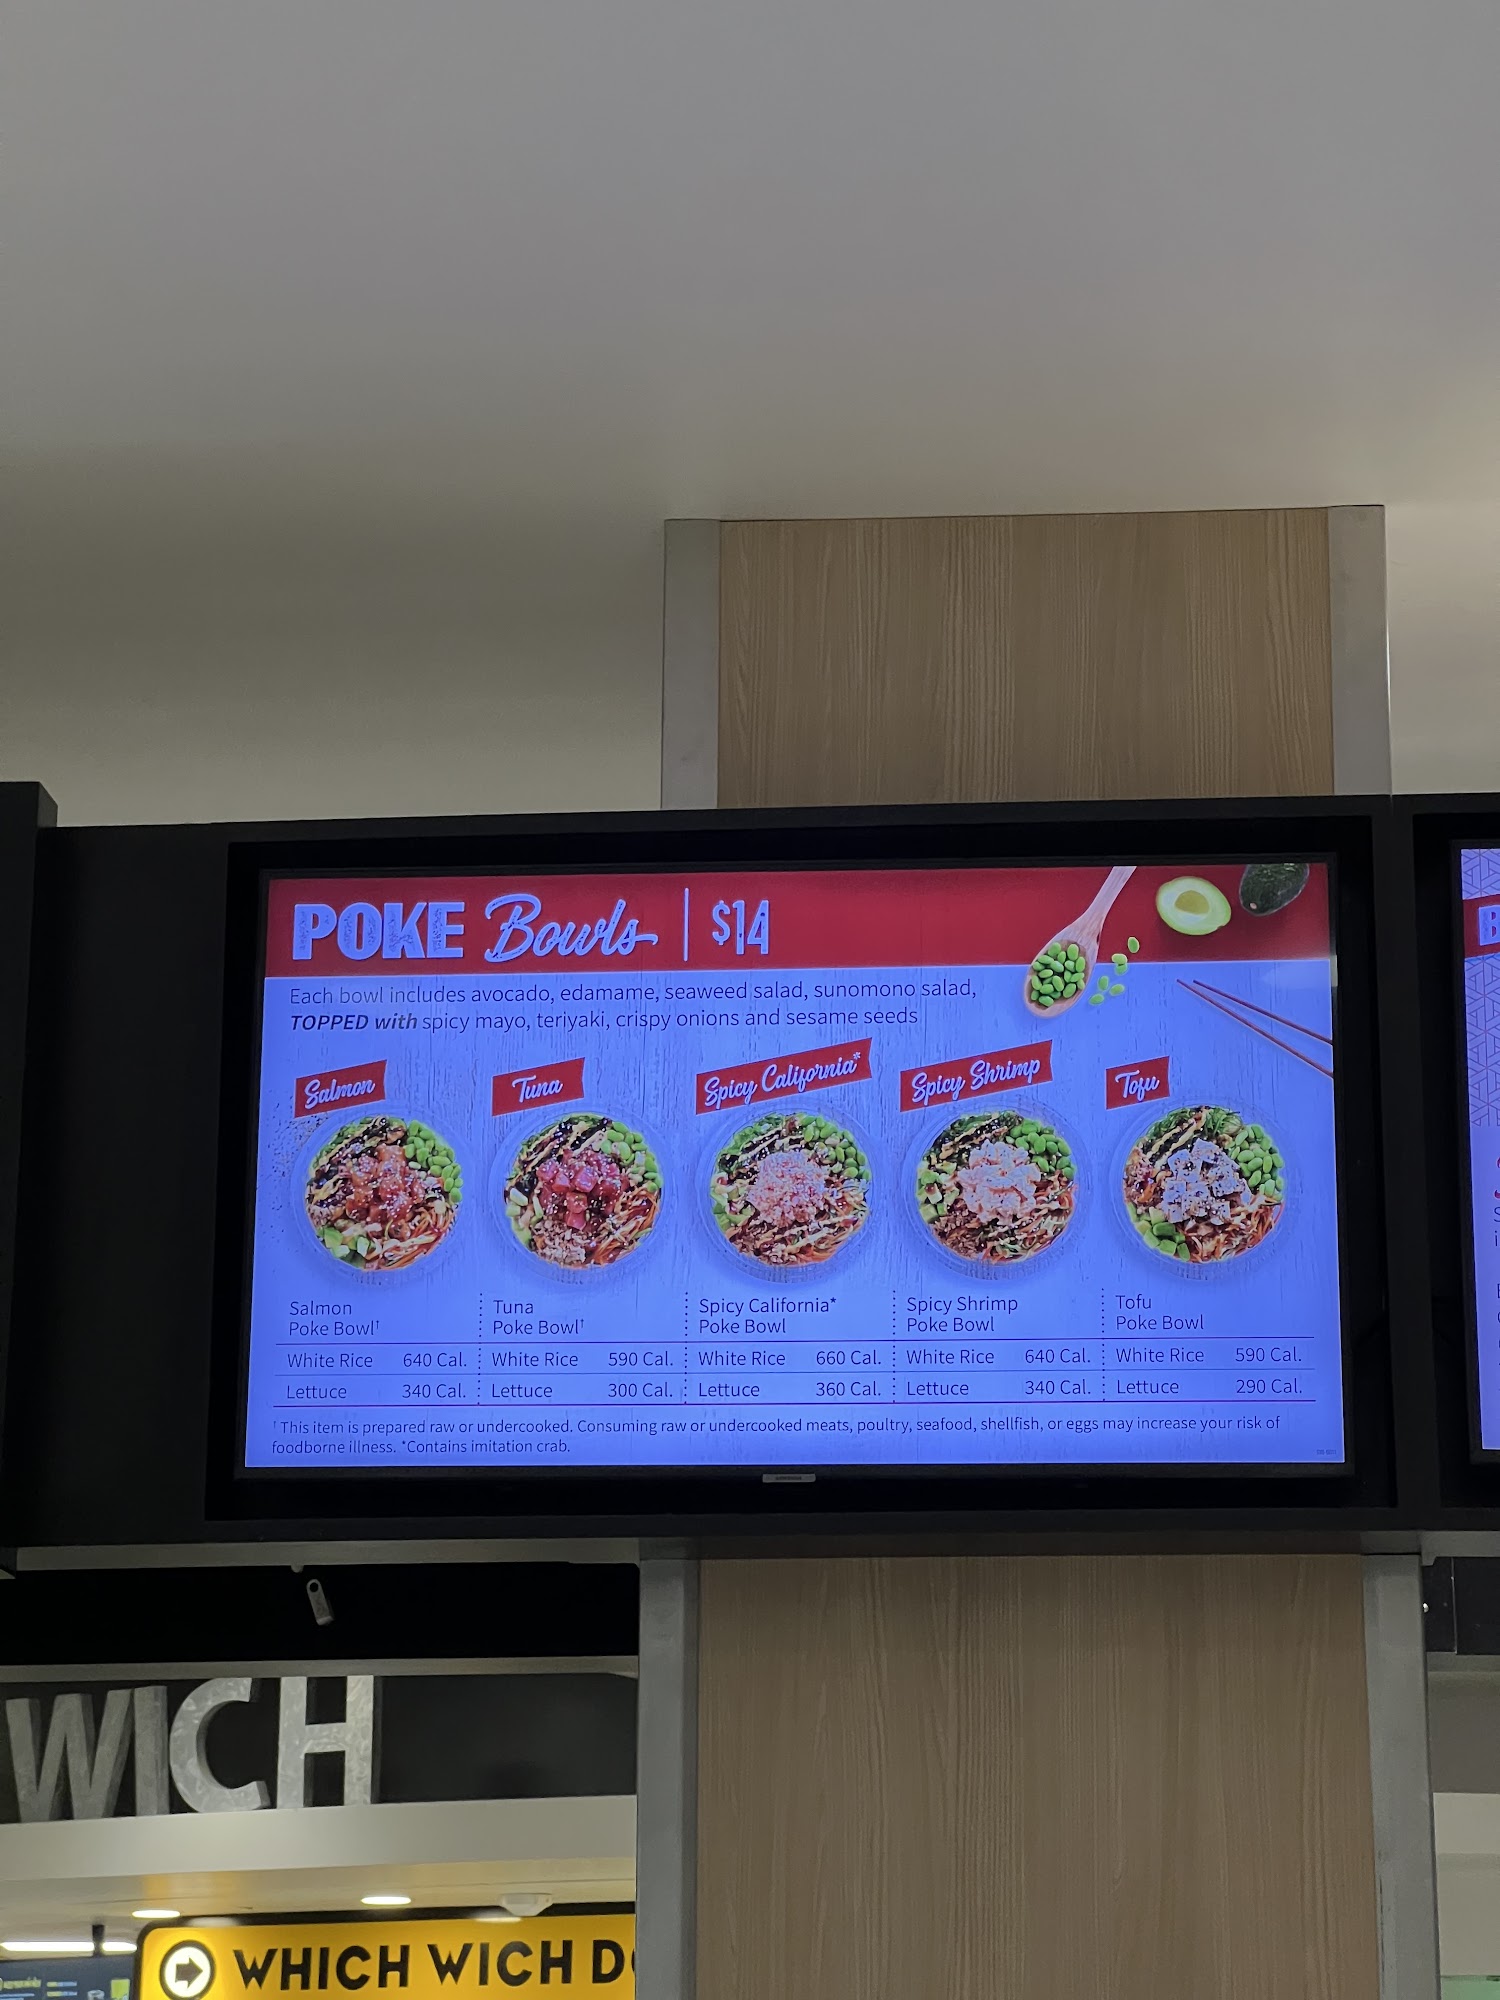 POKE Bowls | $14
Each bowl includes avocado, edamame, seaweed salad, sunomono salad,
TOPPED with spicy mayo, teriyaki, crispy onions and sesame seeds
Salmon
Tuna
Spicy California*
Spicy Shrimp
Tofu
Salmon
Poke Bowl†
White Rice 640 Cal.
Lettuce 340 Cal.
Tuna
Poke Bowl†
White Rice 590 Cal.
Lettuce 300 Cal.
Spicy California*
Poke Bowl
White Rice 660 Cal.
Lettuce 360 Cal.
Spicy Shrimp
Poke Bowl
White Rice 640 Cal.
Lettuce 340 Cal.
Tofu
Poke Bowl
White Rice 590 Cal.
Lettuce 290 Cal.
† This item is prepared raw or undercooked. Consuming raw or undercooked meats, poultry, seafood, shellfish, or eggs may increase your risk of
foodborne illness. *Contains imitation crab.
WICH
WHICH WICH